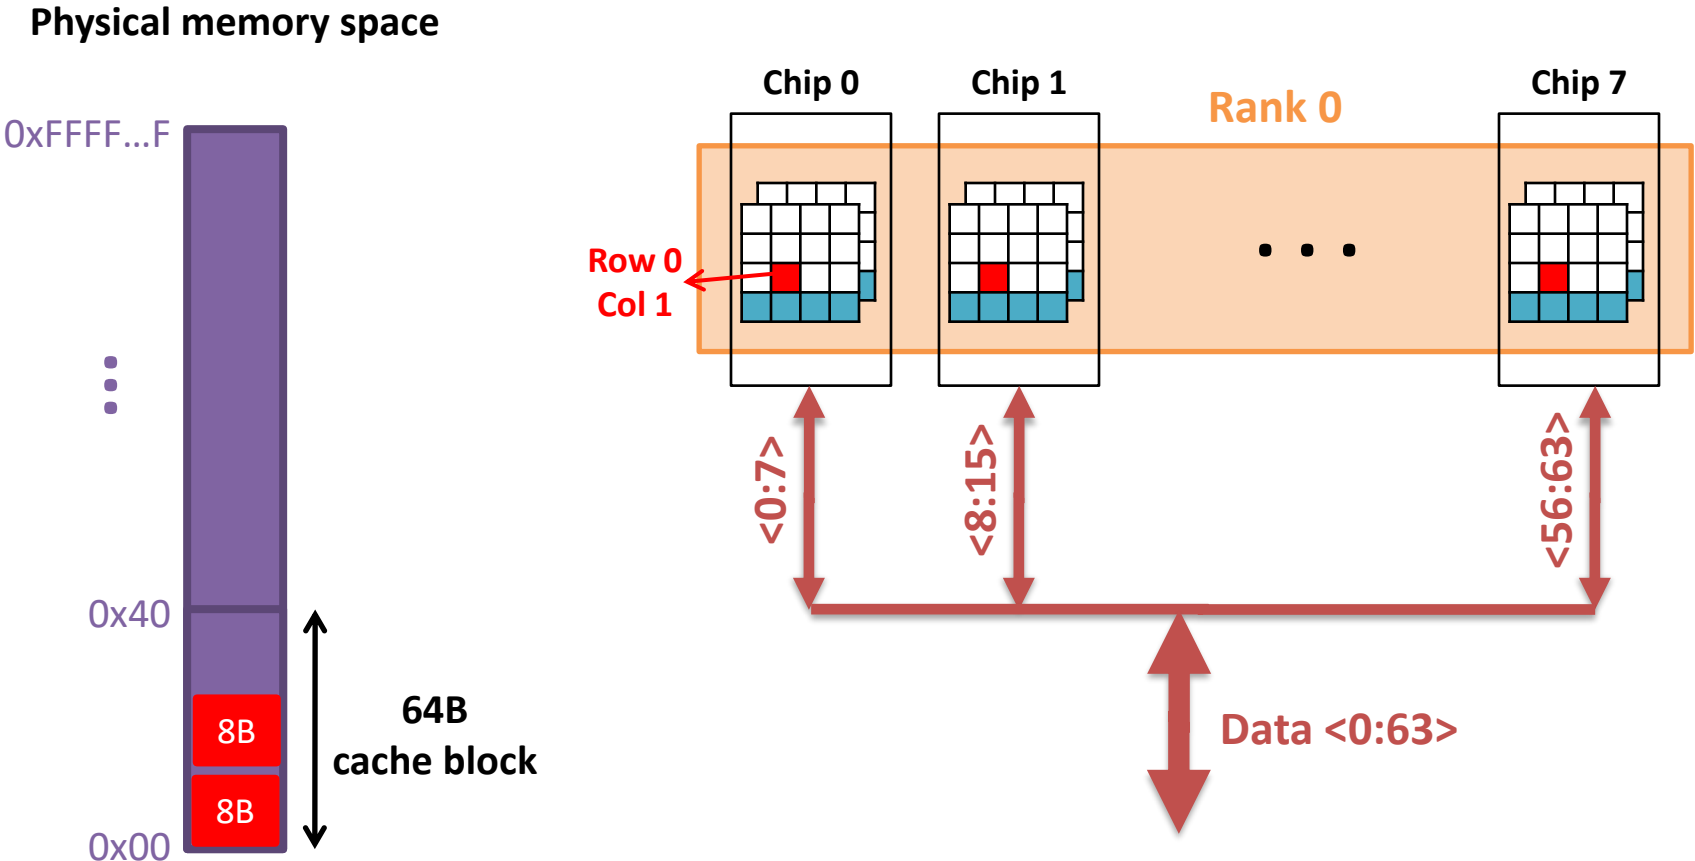 Physical memory space
0xFFFF...F
0x40
8B
8B
0x00
64B
cache block
Chip 0
Chip 1
Chip 7
Rank 0
Row 0
Col 1
. . .
<0:7>
<8:15>
<56:63>
Data <0:63>